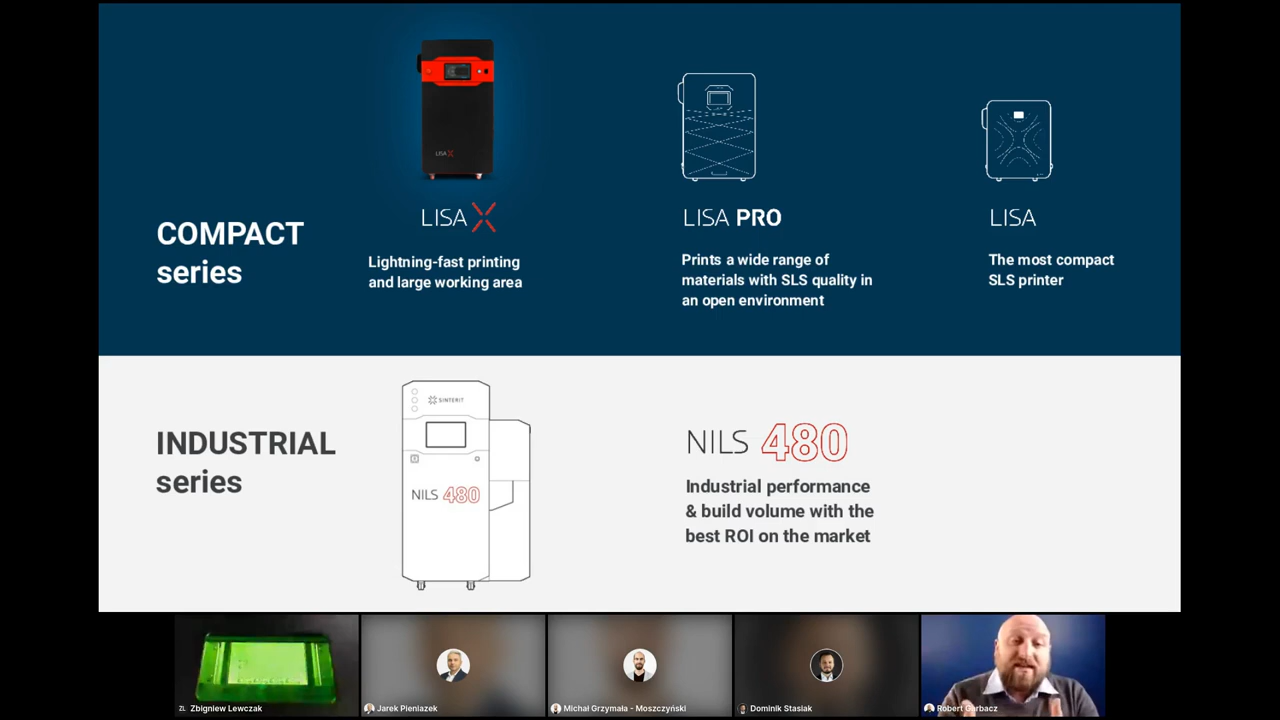 COMPACT
series
LISA X
LISA X
Lightning-fast printing
and large working area
LISA PRO
Prints a wide range of
materials with SLS quality in
an open environment
LISA
The most compact
SLS printer
INDUSTRIAL
series
SINTERIT
NILS 480
NILS 480
Industrial performance
& build volume with the
best ROI on the market
ZL Zbigniew Lewczak
Jarek Pieniazek
Michał Grzymała - Moszczyński
Dominik Stasiak
Robert Garbacz